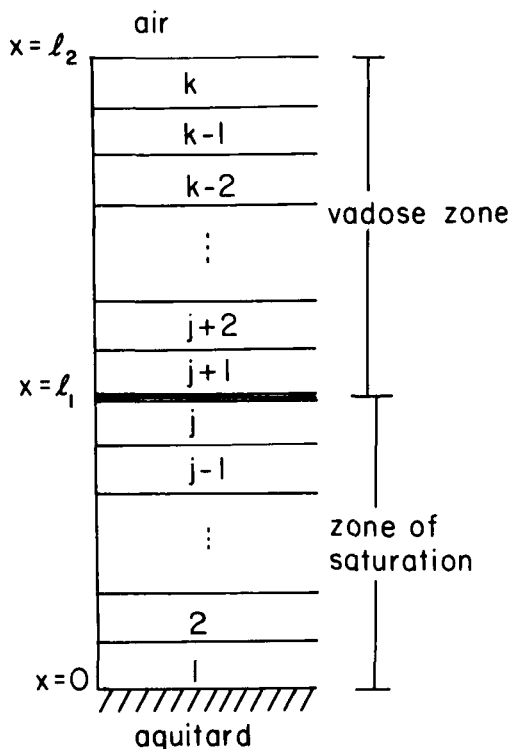 air
x = ℓ₂
k
k-1
k-2
⋮
vadose zone
j+2
j+1
x = ℓ₁
j
j-1
⋮
zone of
saturation
2
1
x=0
aquitard